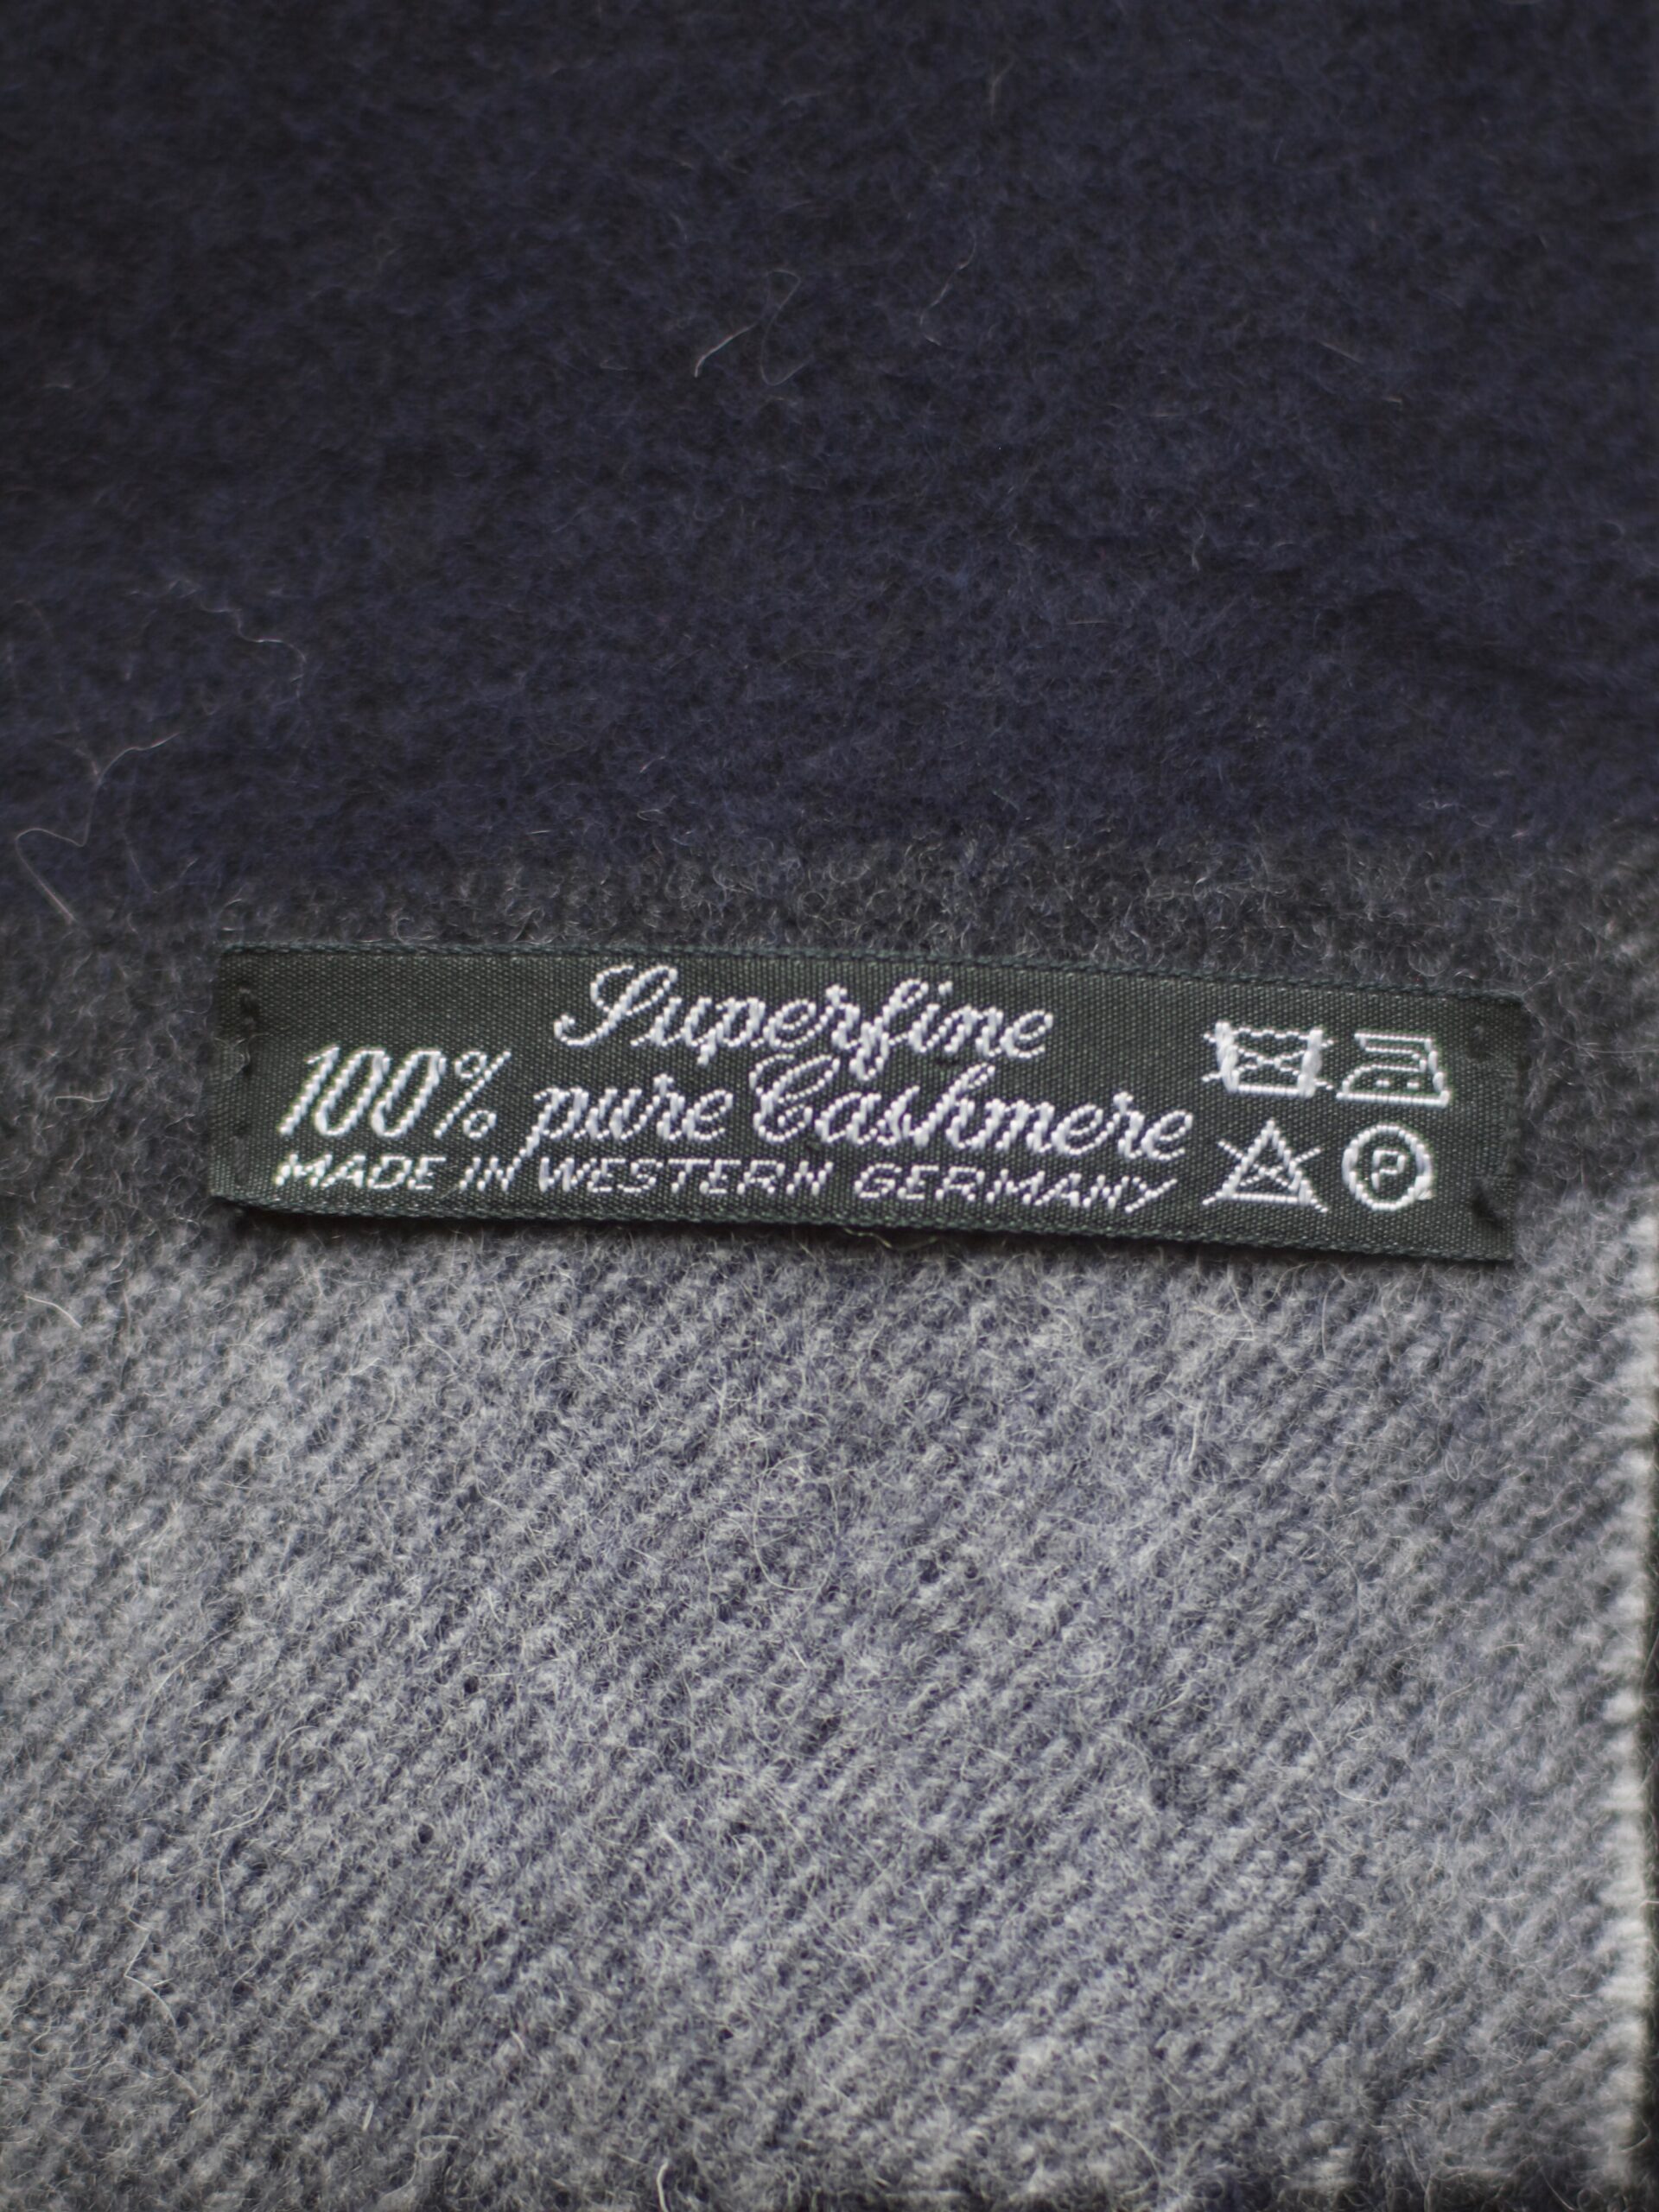 Superfine
100% pure Cashmere
MADE IN WESTERN GERMANY
P